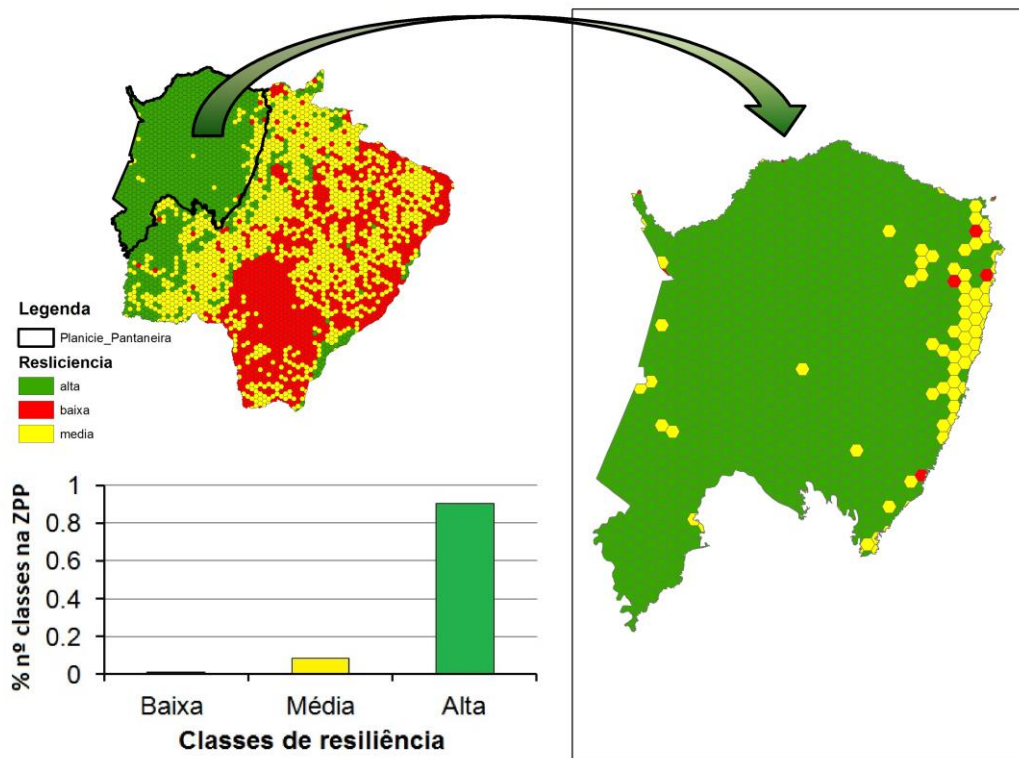 Legenda
Planicie_Pantaneira
Resliciencia
alta
baixa
media
1
0.8
0.6
0.4
0.2
0
% nº classes na ZPP
Baixa
Média
Alta
Classes de resiliência